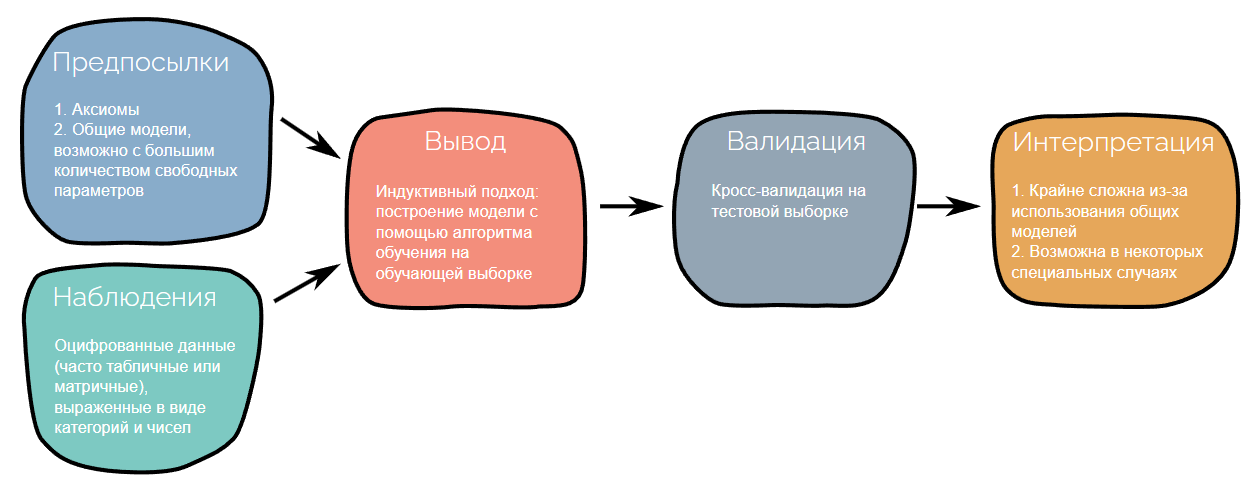 Предпосылки
1. Аксиомы
2. Общие модели,
возможно с большим
количеством свободных
параметров
Наблюдения
Оцифрованные данные
(часто табличные или
матричные),
выраженные в виде
категорий и чисел
Вывод
Индуктивный подход:
построение модели с
помощью алгоритма
обучения на
обучающей выборке
Валидация
Кросс-валидация на
тестовой выборке
Интерпретация
1. Крайне сложна из-за
использования общих
моделей
2. Возможна в некоторых
специальных случаях